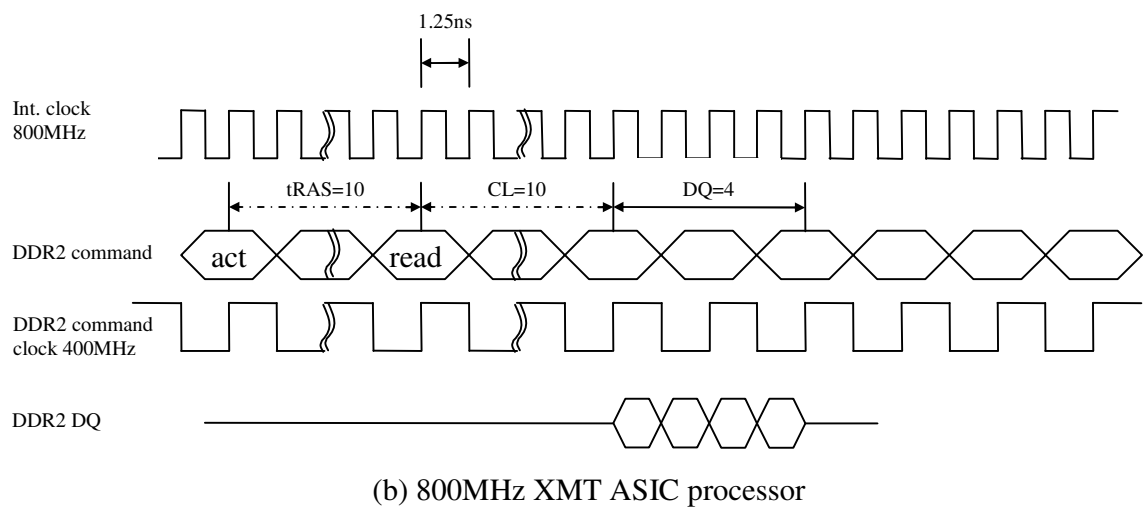 1.25ns
Int. clock
800MHz
tRAS=10 CL=10 DQ=4
DDR2 command act read
DDR2 command
clock 400MHz
DDR2 DQ
(b) 800MHz XMT ASIC processor